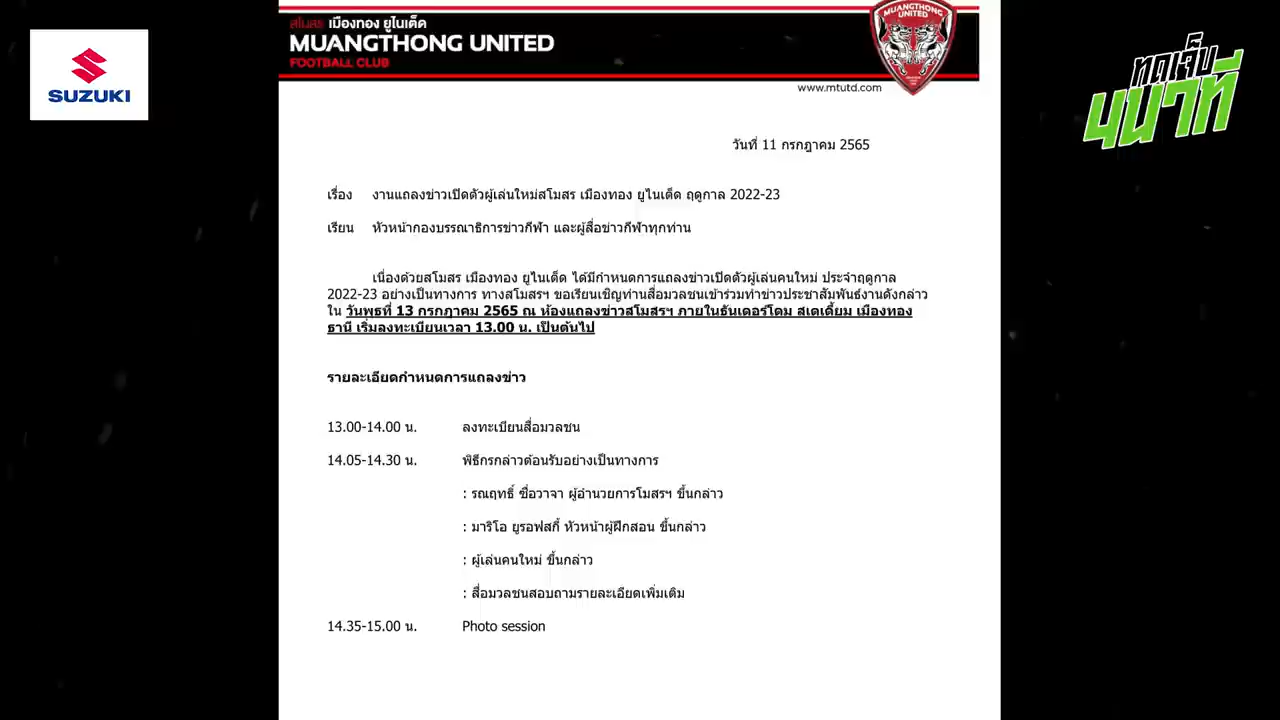 สโมสร เมืองทอง ยูไนเต็ด
MUANGTHONG UNITED
FOOTBALL CLUB
MUANGTHONG
UNITED
www.mtutd.com
SUZUKI
ทดเจ็บ
4นาที
วันที่ 11 กรกฎาคม 2565
เรื่อง งานแถลงข่าวเปิดตัวผู้เล่นใหม่สโมสร เมืองทอง ยูไนเต็ด ฤดูกาล 2022-23
เรียน หัวหน้ากองบรรณาธิการข่าวกีฬา และผู้สื่อข่าวกีฬาทุกท่าน
เนื่องด้วยสโมสร เมืองทอง ยูไนเต็ด ได้มีกำหนดการแถลงข่าวเปิดตัวผู้เล่นคนใหม่ ประจำฤดูกาล
2022-23 อย่างเป็นทางการ ทางสโมสรฯ ขอเรียนเชิญท่านสื่อมวลชนเข้าร่วมทำข่าวประชาสัมพันธ์งานดังกล่าว
ใน วันพุธที่ 13 กรกฎาคม 2565 ณ ห้องแถลงข่าวสโมสรฯ ภายในธันเดอร์โดม สเตเดี้ยม เมืองทอง
ธานี เริ่มลงทะเบียนเวลา 13.00 น. เป็นต้นไป
รายละเอียดกำหนดการแถลงข่าว
13.00-14.00 น. ลงทะเบียนสื่อมวลชน
14.05-14.30 น. พิธีกรกล่าวต้อนรับอย่างเป็นทางการ
: รณฤทธิ์ ซื่อวาจา ผู้อำนวยการโมสรฯ ขึ้นกล่าว
: มาริโอ ยูรอฟสกี้ หัวหน้าผู้ฝึกสอน ขึ้นกล่าว
: ผู้เล่นคนใหม่ ขึ้นกล่าว
: สื่อมวลชนสอบถามรายละเอียดเพิ่มเติม
14.35-15.00 น. Photo session